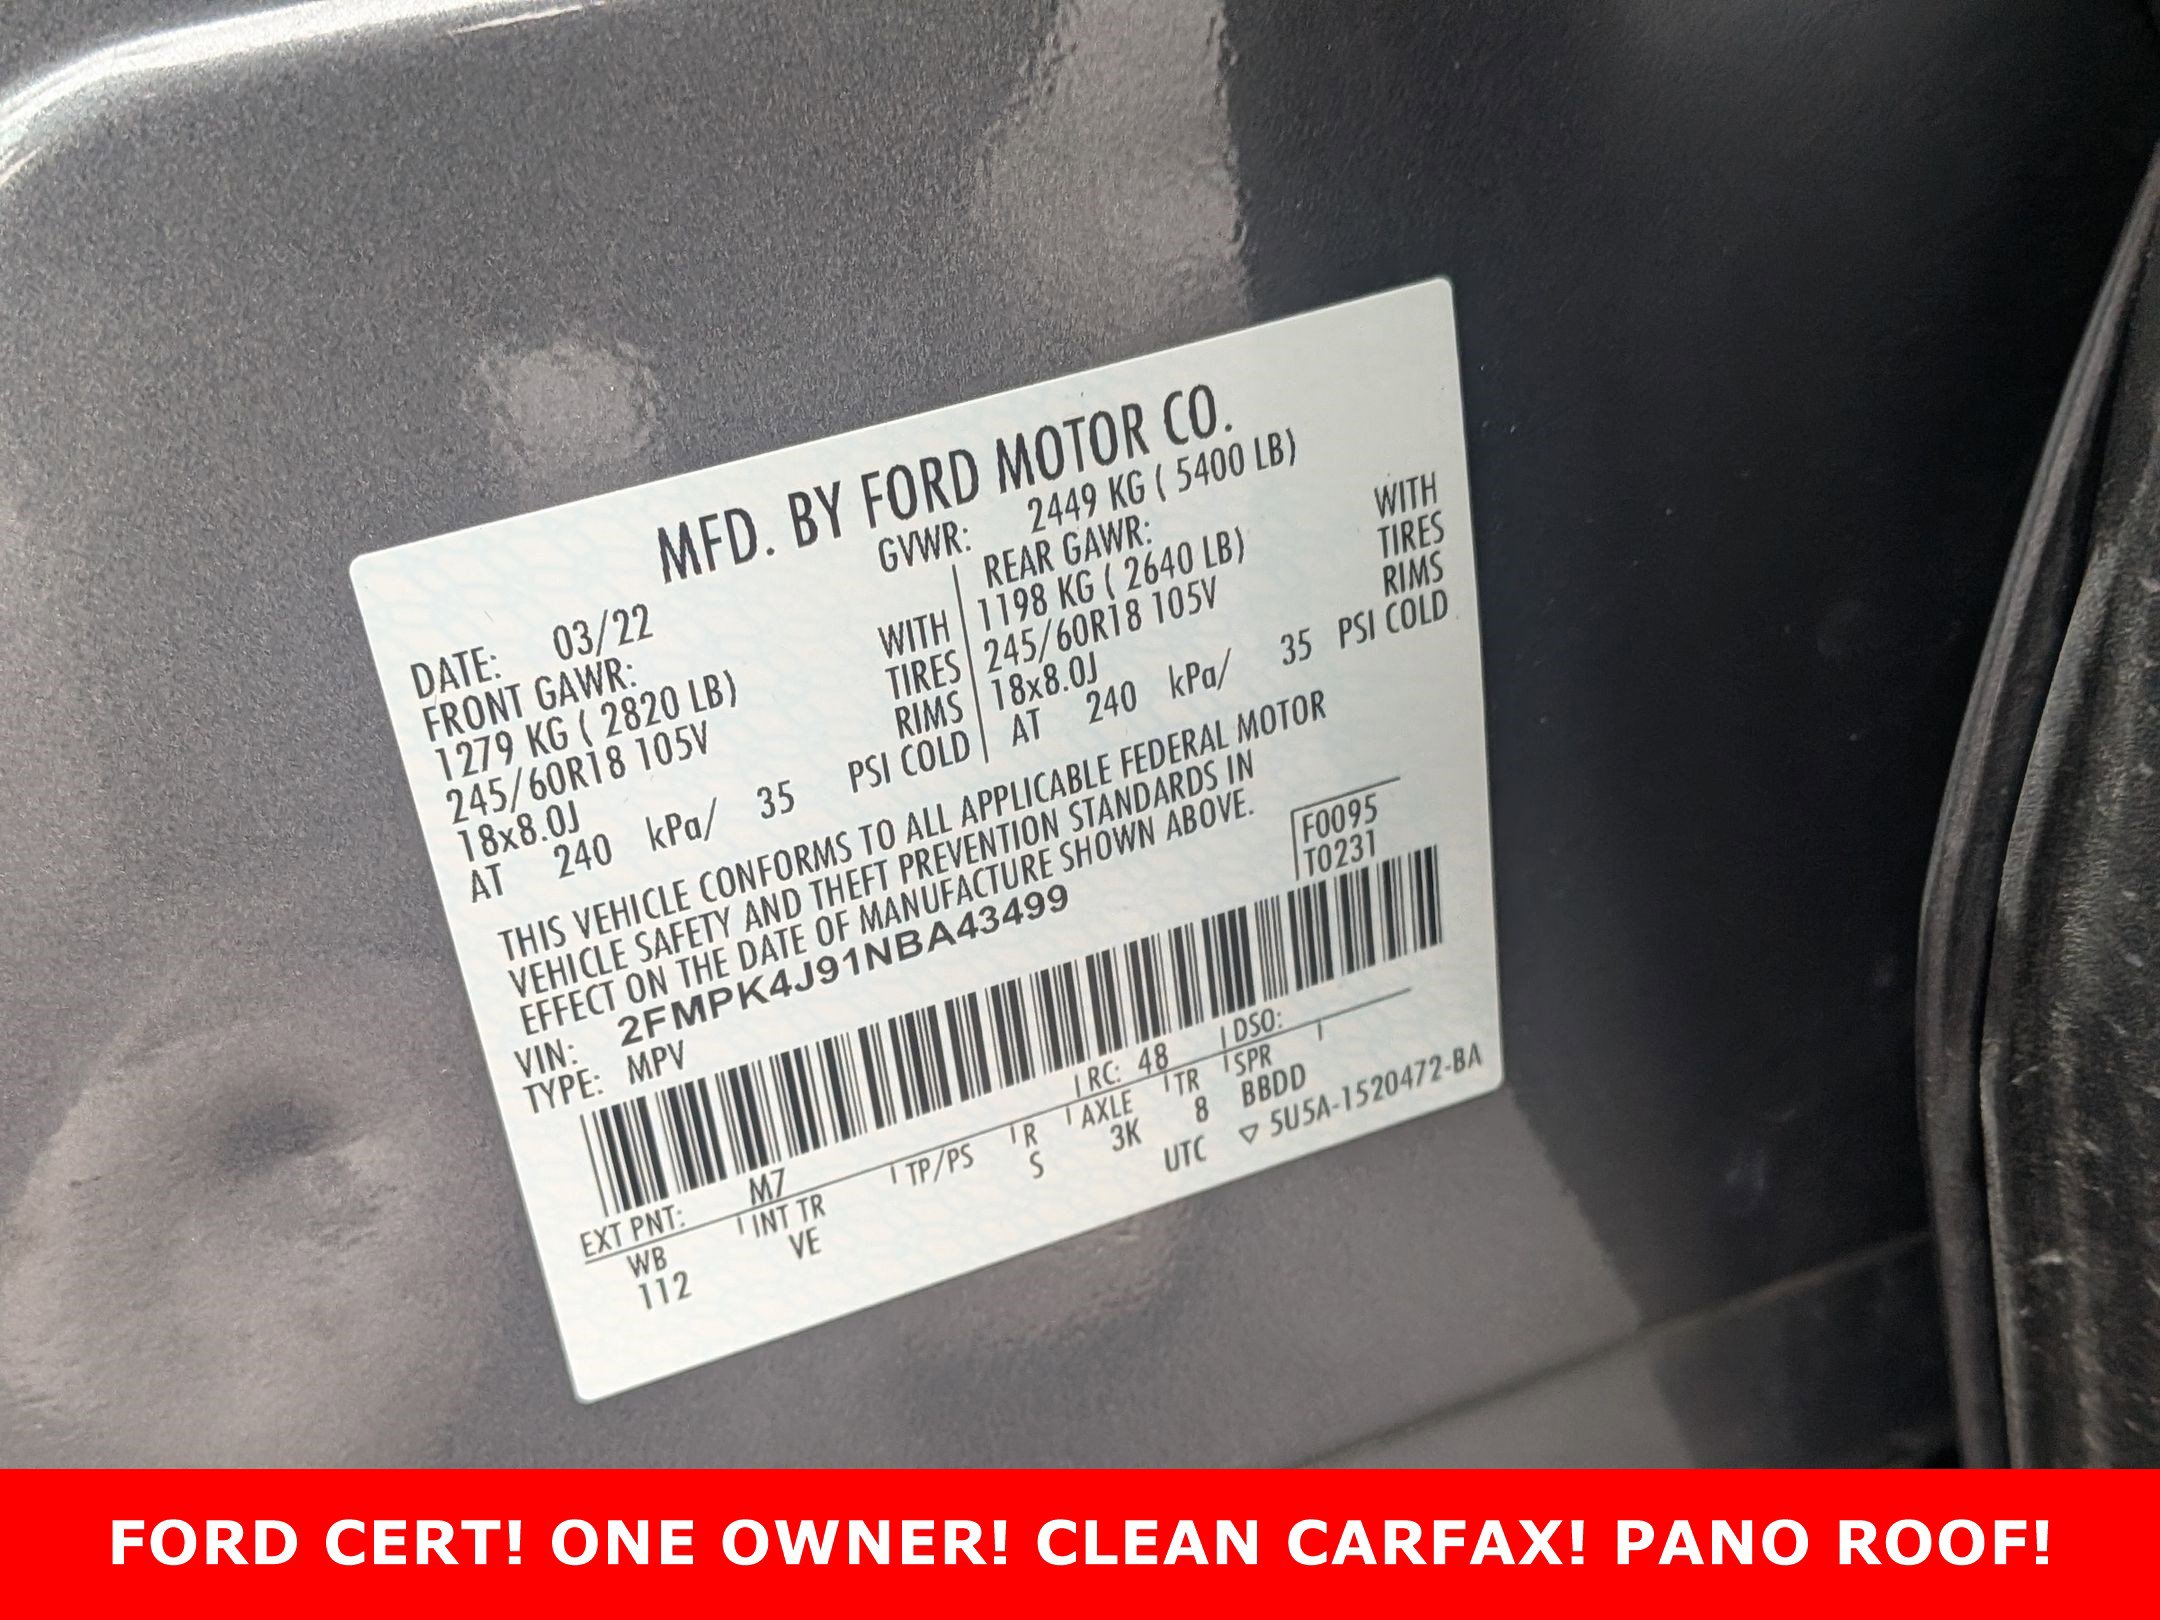 MFD. BY FORD MOTOR CO.
DATE: 03/22 GVWR: 2449 KG ( 5400 LB)
FRONT GAWR: REAR GAWR:
1279 KG ( 2820 LB) WITH 1198 KG ( 2640 LB) WITH
245/60R18 105V TIRES 245/60R18 105V TIRES
18x8.0J RIMS 18x8.0J RIMS
AT 240 kPa/ 35 PSI COLD AT 240 kPa/ 35 PSI COLD
THIS VEHICLE CONFORMS TO ALL APPLICABLE FEDERAL MOTOR
VEHICLE SAFETY AND THEFT PREVENTION STANDARDS IN
EFFECT ON THE DATE OF MANUFACTURE SHOWN ABOVE.
VIN: 2FMPK4J91NBA43499 F0095
TYPE: MPV T0231
EXT PNT: M7 RC: 48 DSO:
WB INT TR TP/PS R AXLE TR SPR
112 VE S 3K 8 BBDD
UTC ▽ 5U5A-1520472-BA
FORD CERT! ONE OWNER! CLEAN CARFAX! PANO ROOF!